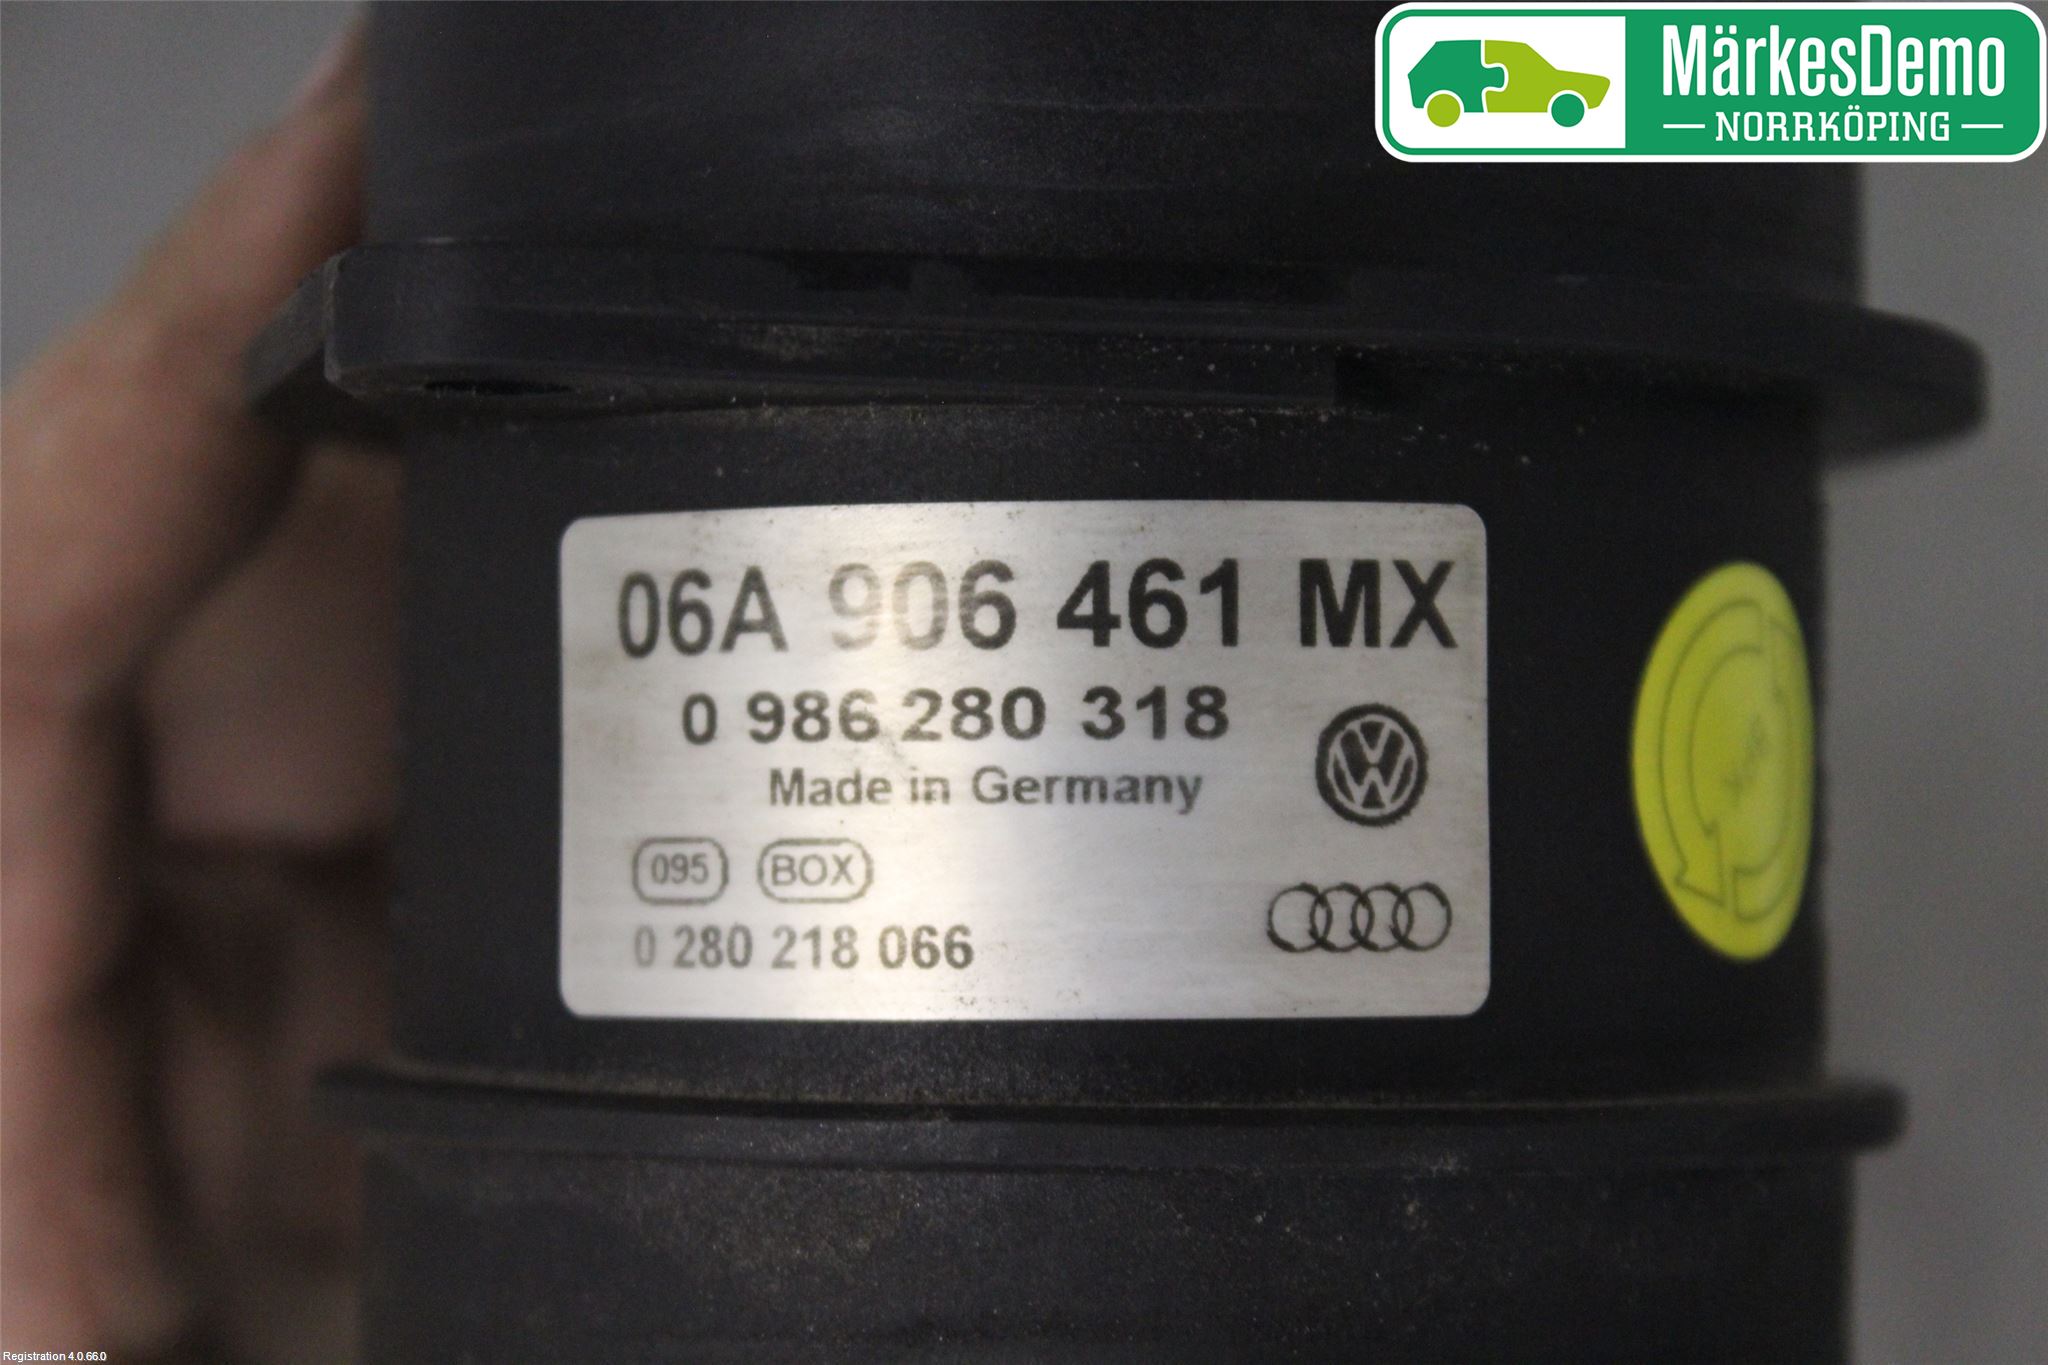 MärkesDemo
NORRKÖPING
06A 906 461 MX
0 986 280 318
Made in Germany
095 BOX
0 280 218 066
Registration 4.0.66.0